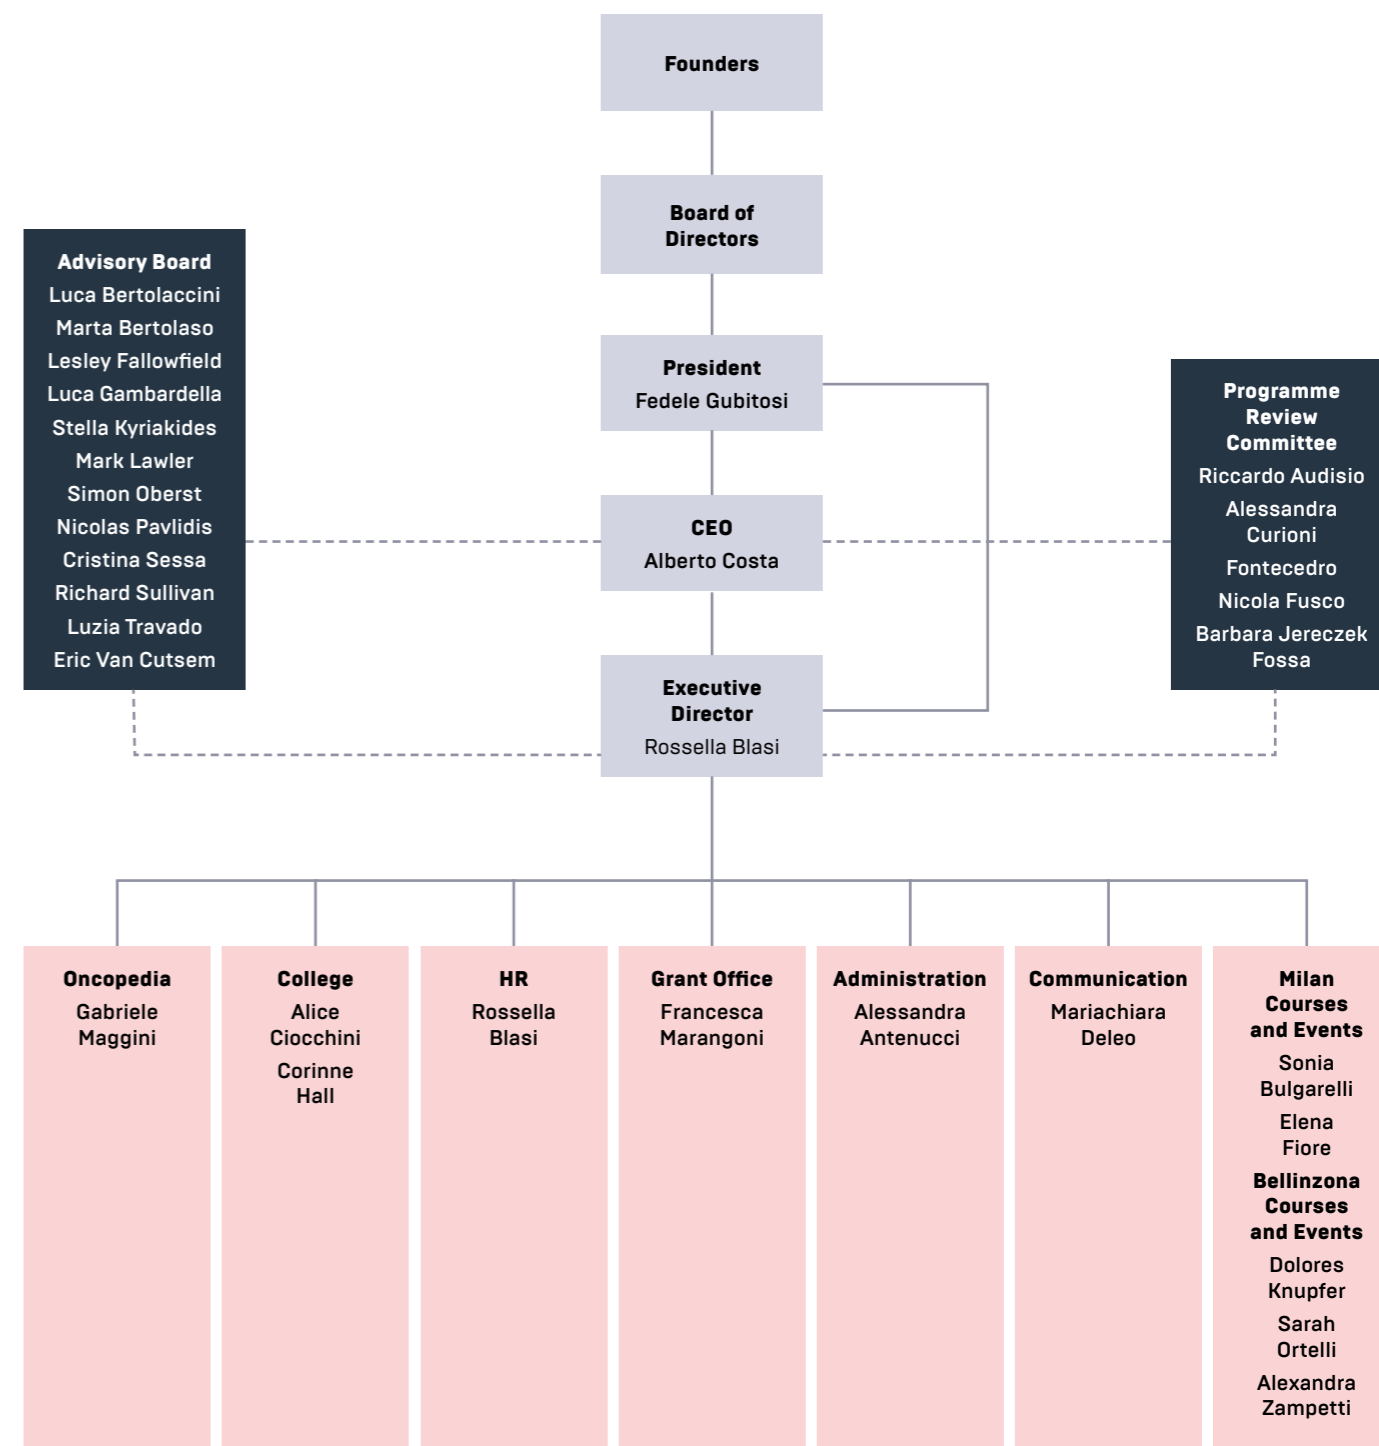 Founders
Board of
Directors
Advisory Board
Luca Bertolaccini
Marta Bertolaso
Lesley Fallowfield
Luca Gambardella
Stella Kyriakides
Mark Lawler
Simon Oberst
Nicolas Pavlidis
Cristina Sessa
Richard Sullivan
Luzia Travado
Eric Van Cutsem
President
Fedele Gubitosi
CEO
Alberto Costa
Executive
Director
Rossella Blasi
Programme
Review
Committee
Riccardo Audisio
Alessandra
Curioni
Fontecedro
Nicola Fusco
Barbara Jereczek
Fossa
Oncopedia
Gabriele
Maggini
College
Alice
Ciocchini
Corinne
Hall
HR
Rossella
Blasi
Grant Office
Francesca
Marangoni
Administration
Alessandra
Antenucci
Communication
Mariachiara
Deleo
Milan
Courses
and Events
Sonia
Bulgarelli
Elena
Fiore
Bellinzona
Courses
and Events
Dolores
Knupfer
Sarah
Ortelli
Alexandra
Zampetti